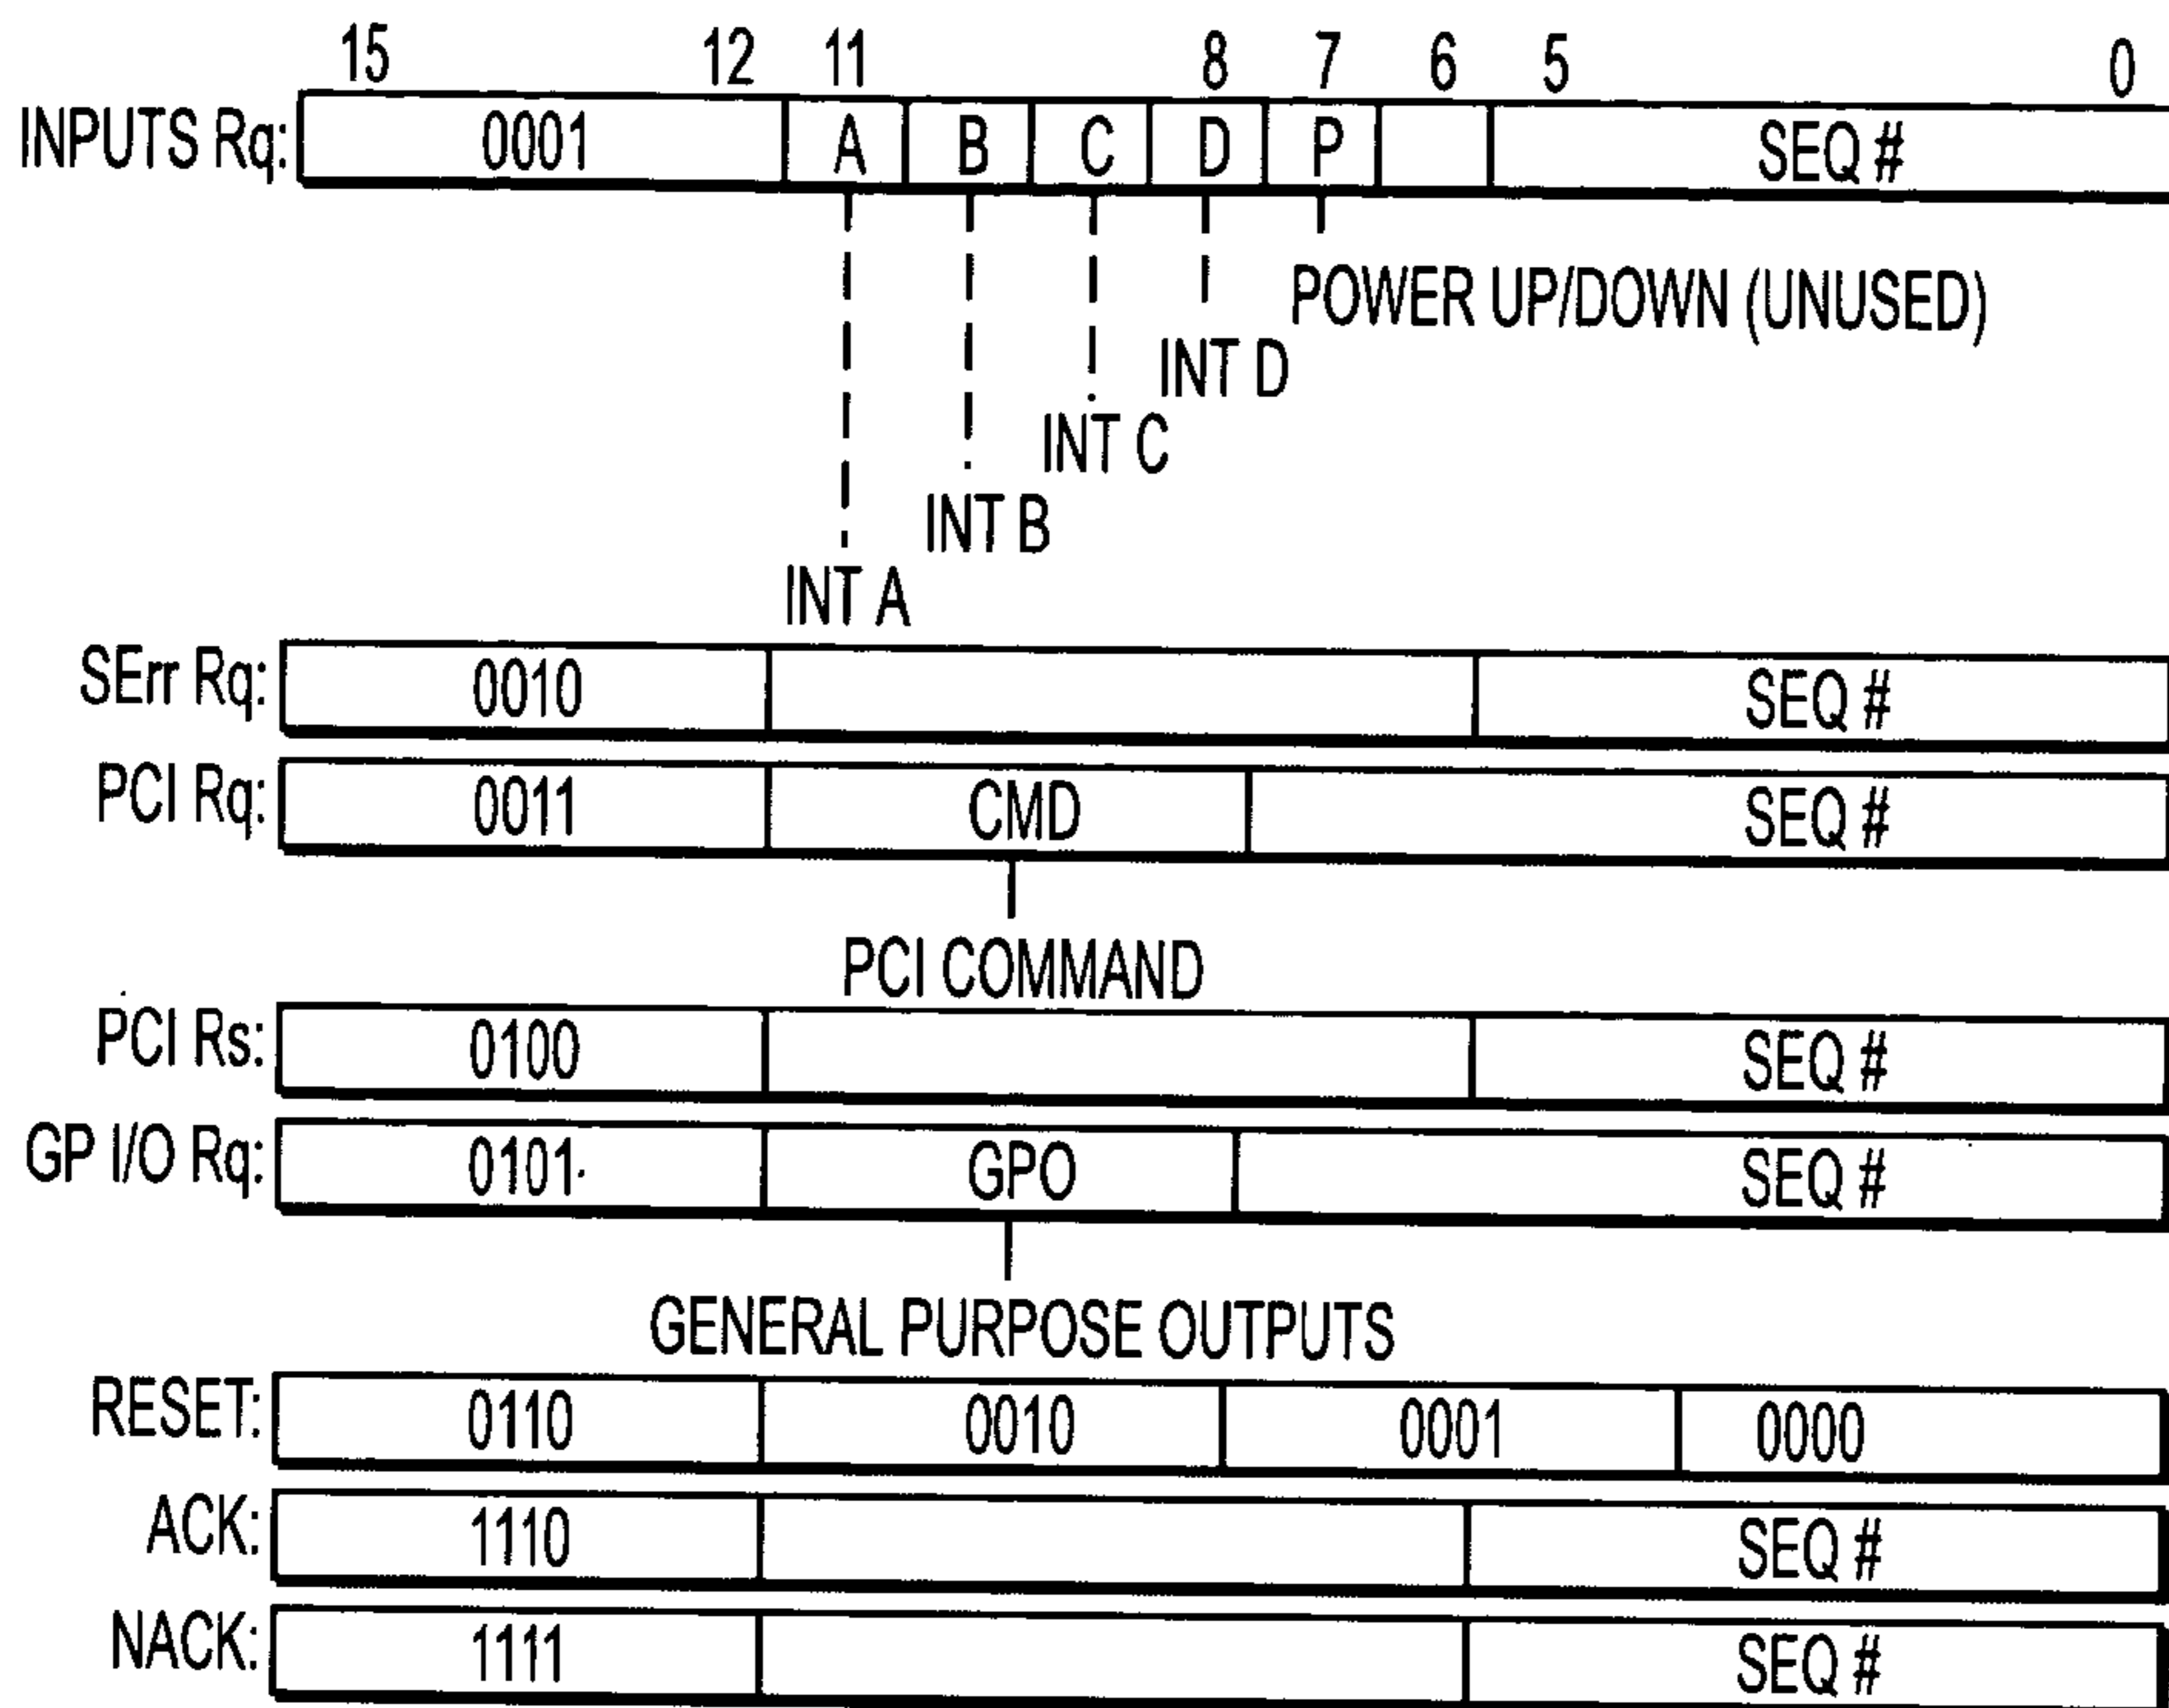 15 12 11 8 7 6 5 0
INPUTS Rq: 0001 A B C D P SEQ #
POWER UP/DOWN (UNUSED)
INT D
INT C
INT B
INT A
SErr Rq: 0010 SEQ #
PCI Rq: 0011 CMD SEQ #
PCI COMMAND
PCI Rs: 0100 SEQ #
GP I/O Rq: 0101 GPO SEQ #
GENERAL PURPOSE OUTPUTS
RESET: 0110 0010 0001 0000
ACK: 1110 SEQ #
NACK: 1111 SEQ #